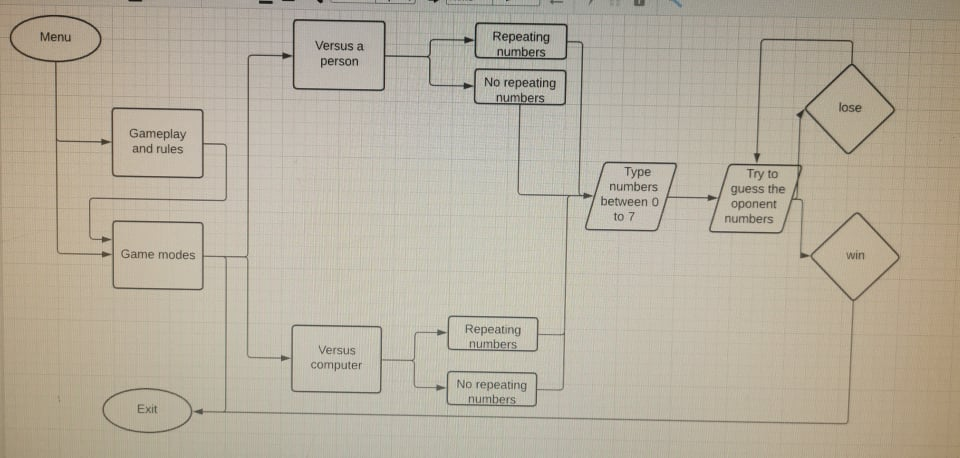 Menu
Gameplay
and rules
Game modes
Exit
Versus a
person
Repeating
numbers
No repeating
numbers
Versus
computer
Repeating
numbers
No repeating
numbers
Type
numbers
between 0
to 7
Try to
guess the
oponent
numbers
lose
win